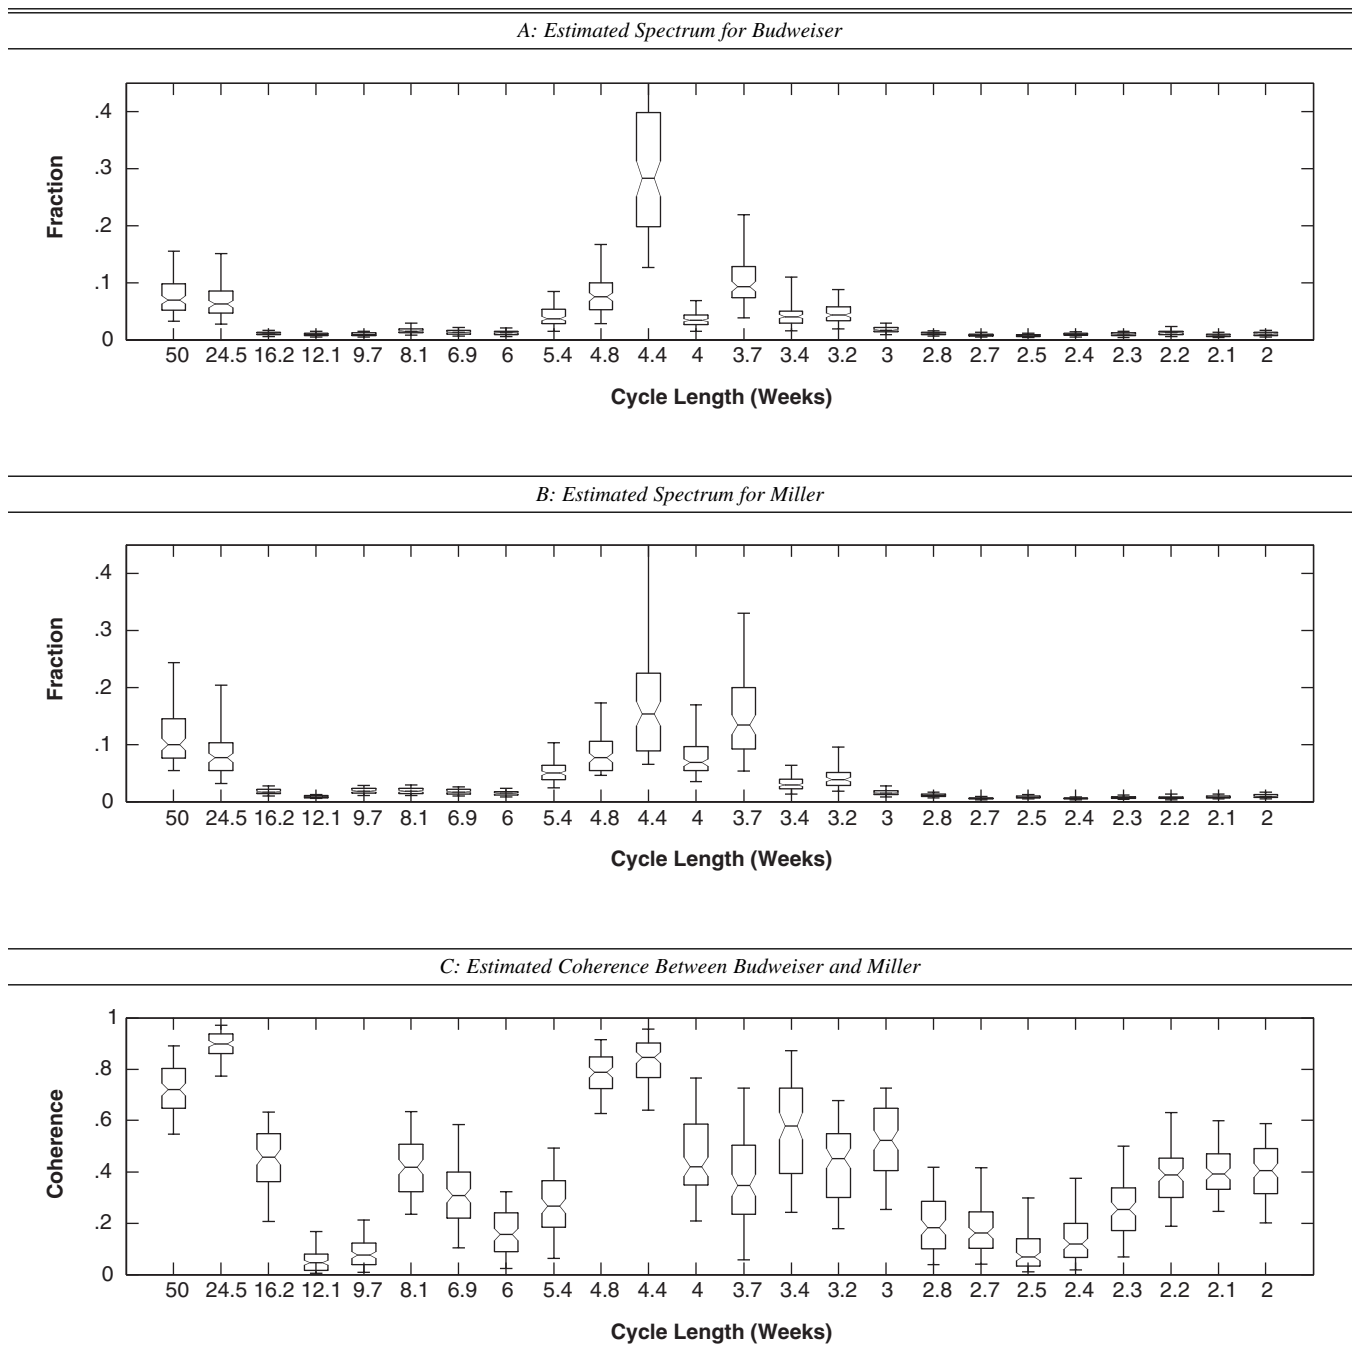 A: Estimated Spectrum for Budweiser
.4
.3
.2
.1
0
Fraction
50 24.5 16.2 12.1 9.7 8.1 6.9 6 5.4 4.8 4.4 4 3.7 3.4 3.2 3 2.8 2.7 2.5 2.4 2.3 2.2 2.1 2
Cycle Length (Weeks)
B: Estimated Spectrum for Miller
.4
.3
.2
.1
0
Fraction
50 24.5 16.2 12.1 9.7 8.1 6.9 6 5.4 4.8 4.4 4 3.7 3.4 3.2 3 2.8 2.7 2.5 2.4 2.3 2.2 2.1 2
Cycle Length (Weeks)
C: Estimated Coherence Between Budweiser and Miller
1
.8
.6
.4
.2
0
Coherence
50 24.5 16.2 12.1 9.7 8.1 6.9 6 5.4 4.8 4.4 4 3.7 3.4 3.2 3 2.8 2.7 2.5 2.4 2.3 2.2 2.1 2
Cycle Length (Weeks)